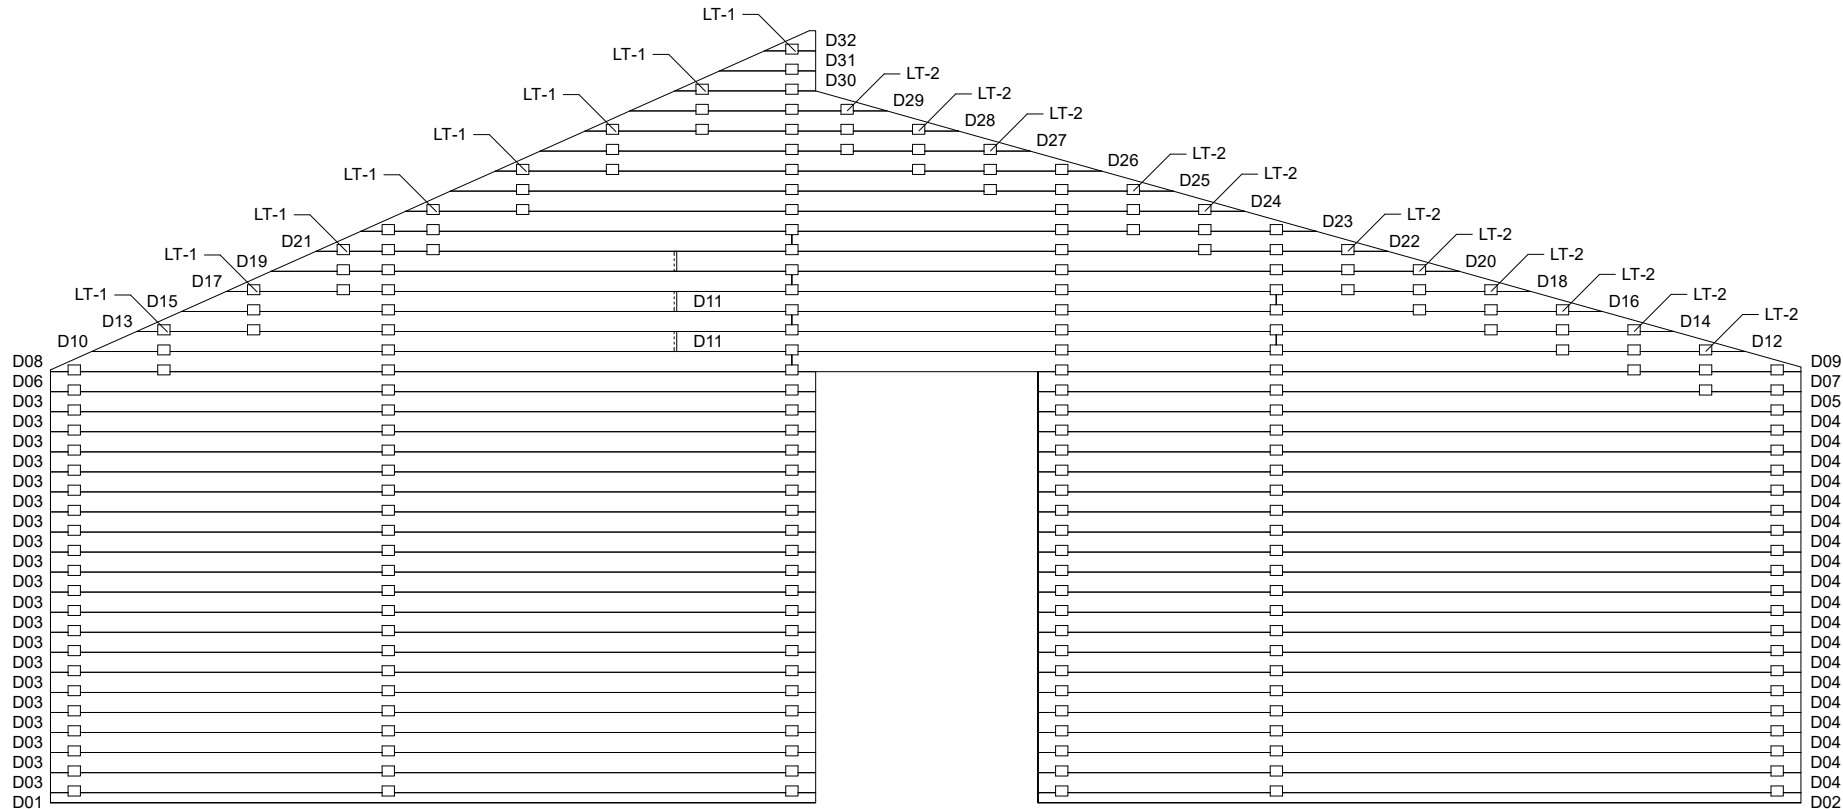 LT-1
D32
LT-1
D31
LT-2
D30
LT-1
LT-2
D29
LT-2
D28
LT-1
D27
LT-2
D26
LT-1
LT-2
D25
D24
LT-1
LT-2
D23
LT-2
D21
D22
LT-1
LT-2
D19
D20
LT-2
D17
D18
LT-1
LT-2
D15
D11
D16
LT-2
D13
D14
D10
D11
D12
D08
D09
D06
D07
D03
D05
D03
D04
D03
D04
D03
D04
D03
D04
D03
D04
D03
D04
D03
D04
D03
D04
D03
D04
D03
D04
D03
D04
D03
D04
D03
D04
D03
D04
D03
D04
D03
D04
D03
D04
D03
D04
D03
D04
D01
D02